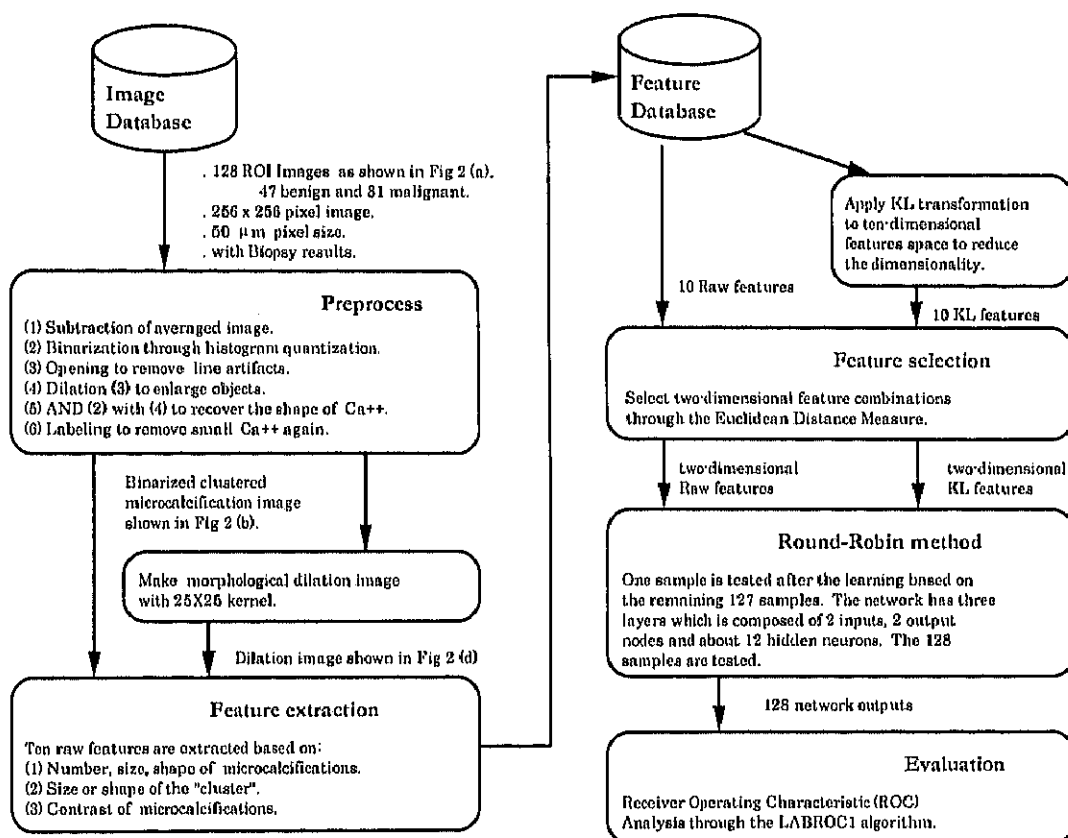 Image
Database
. 128 ROI Images as shown in Fig 2 (a).
47 benign and 81 malignant.
. 256 x 256 pixel image.
. 50 μm pixel size.
. with Biopsy results.
Preprocess
(1) Subtraction of averaged image.
(2) Binarization through histogram quantization.
(3) Opening to remove line artifacts.
(4) Dilation (3) to enlarge objects.
(5) AND (2) with (4) to recover the shape of Ca++.
(6) Labeling to remove small Ca++ again.
Binarized clustered
microcalcification image
shown in Fig 2 (b).
Make morphological dilation image
with 25X25 kernel.
Dilation image shown in Fig 2 (d)
Feature extraction
Ten raw features are extracted based on:
(1) Number, size, shape of microcalcifications.
(2) Size or shape of the "cluster".
(3) Contrast of microcalcifications.
Feature
Database
Apply KL transformation
to ten-dimensional
features space to reduce
the dimensionality.
10 Raw features
10 KL features
Feature selection
Select two-dimensional feature combinations
through the Euclidean Distance Measure.
two-dimensional
Raw features
two-dimensional
KL features
Round-Robin method
One sample is tested after the learning based on
the remaining 127 samples. The network has three
layers which is composed of 2 inputs, 2 output
nodes and about 12 hidden neurons. The 128
samples are tested.
128 network outputs
Evaluation
Receiver Operating Characteristic (ROC)
Analysis through the LABROC1 algorithm.